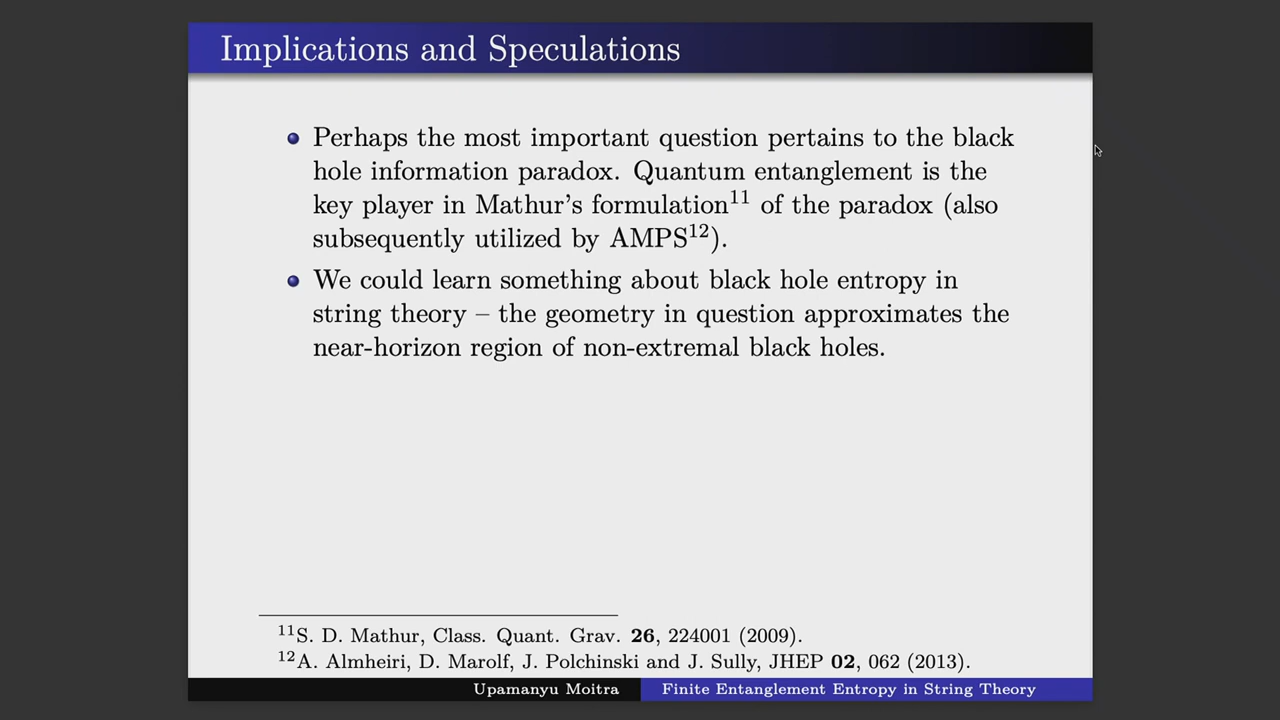 Implications and Speculations
Perhaps the most important question pertains to the black
hole information paradox. Quantum entanglement is the
key player in Mathur's formulation¹¹ of the paradox (also
subsequently utilized by AMPS¹²).
We could learn something about black hole entropy in
string theory – the geometry in question approximates the
near-horizon region of non-extremal black holes.
¹¹S. D. Mathur, Class. Quant. Grav. 26, 224001 (2009).
¹²A. Almheiri, D. Marolf, J. Polchinski and J. Sully, JHEP 02, 062 (2013).
Upamanyu Moitra Finite Entanglement Entropy in String Theory